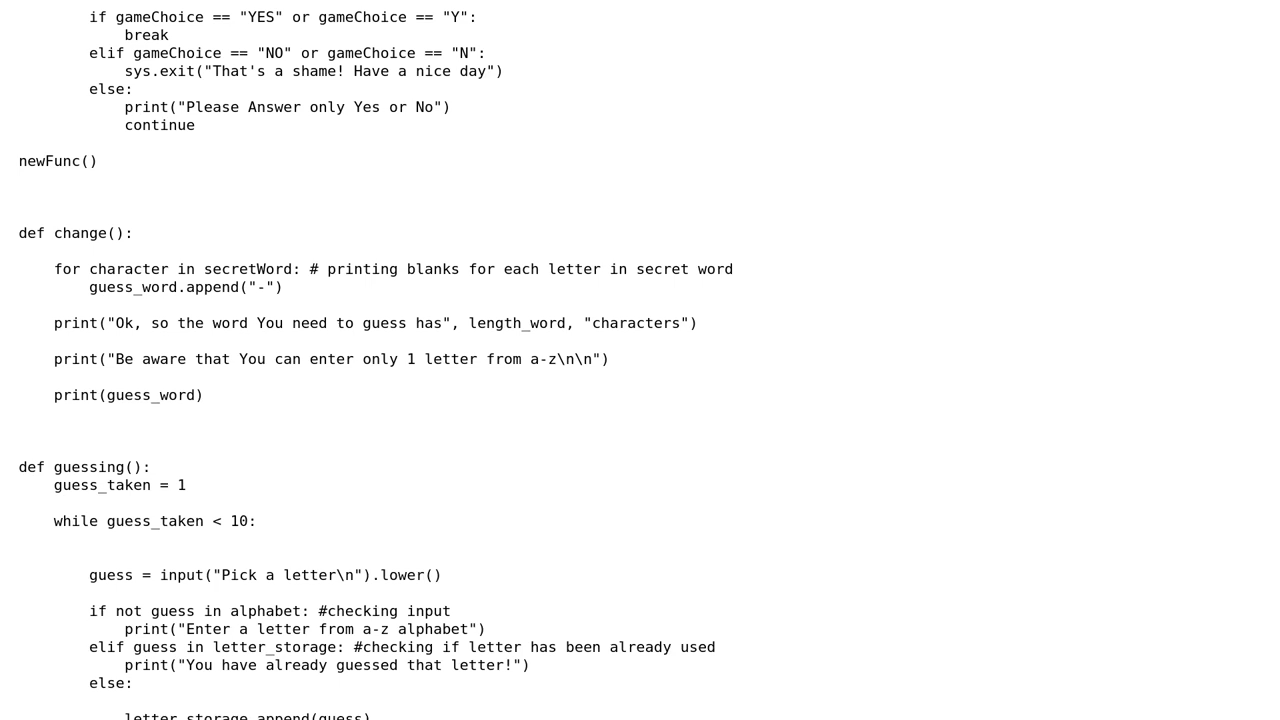 if gameChoice == "YES" or gameChoice == "Y":
            break
        elif gameChoice == "NO" or gameChoice == "N":
            sys.exit("That's a shame! Have a nice day")
        else:
            print("Please Answer only Yes or No")
            continue

newFunc()

def change():

    for character in secretWord: # printing blanks for each letter in secret word
        guess_word.append("-")

    print("Ok, so the word You need to guess has", length_word, "characters")

    print("Be aware that You can enter only 1 letter from a-z\n\n")

    print(guess_word)

def guessing():
    guess_taken = 1

    while guess_taken < 10:

        guess = input("Pick a letter\n").lower()

        if not guess in alphabet: #checking input
            print("Enter a letter from a-z alphabet")
        elif guess in letter_storage: #checking if letter has been already used
            print("You have already guessed that letter!")
        else:

            letter_storage.append(guess)